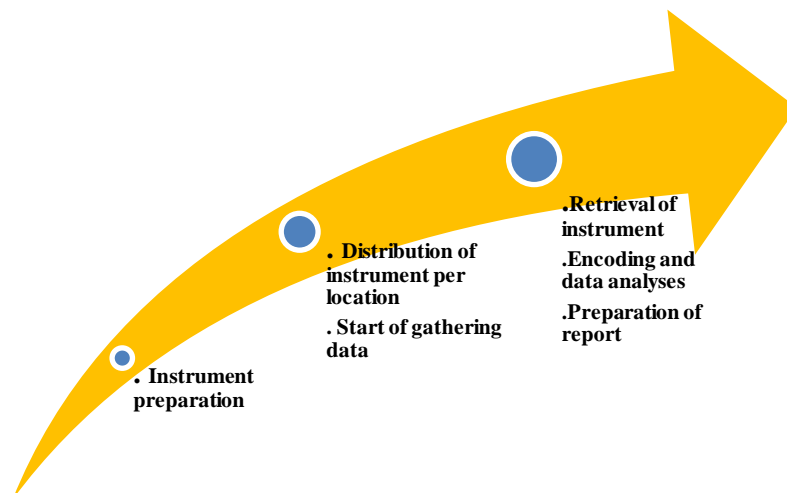 . Instrument
preparation
. Distribution of
instrument per
location
. Start of gathering
data
.Retrieval of
instrument
.Encoding and
data analyses
.Preparation of
report